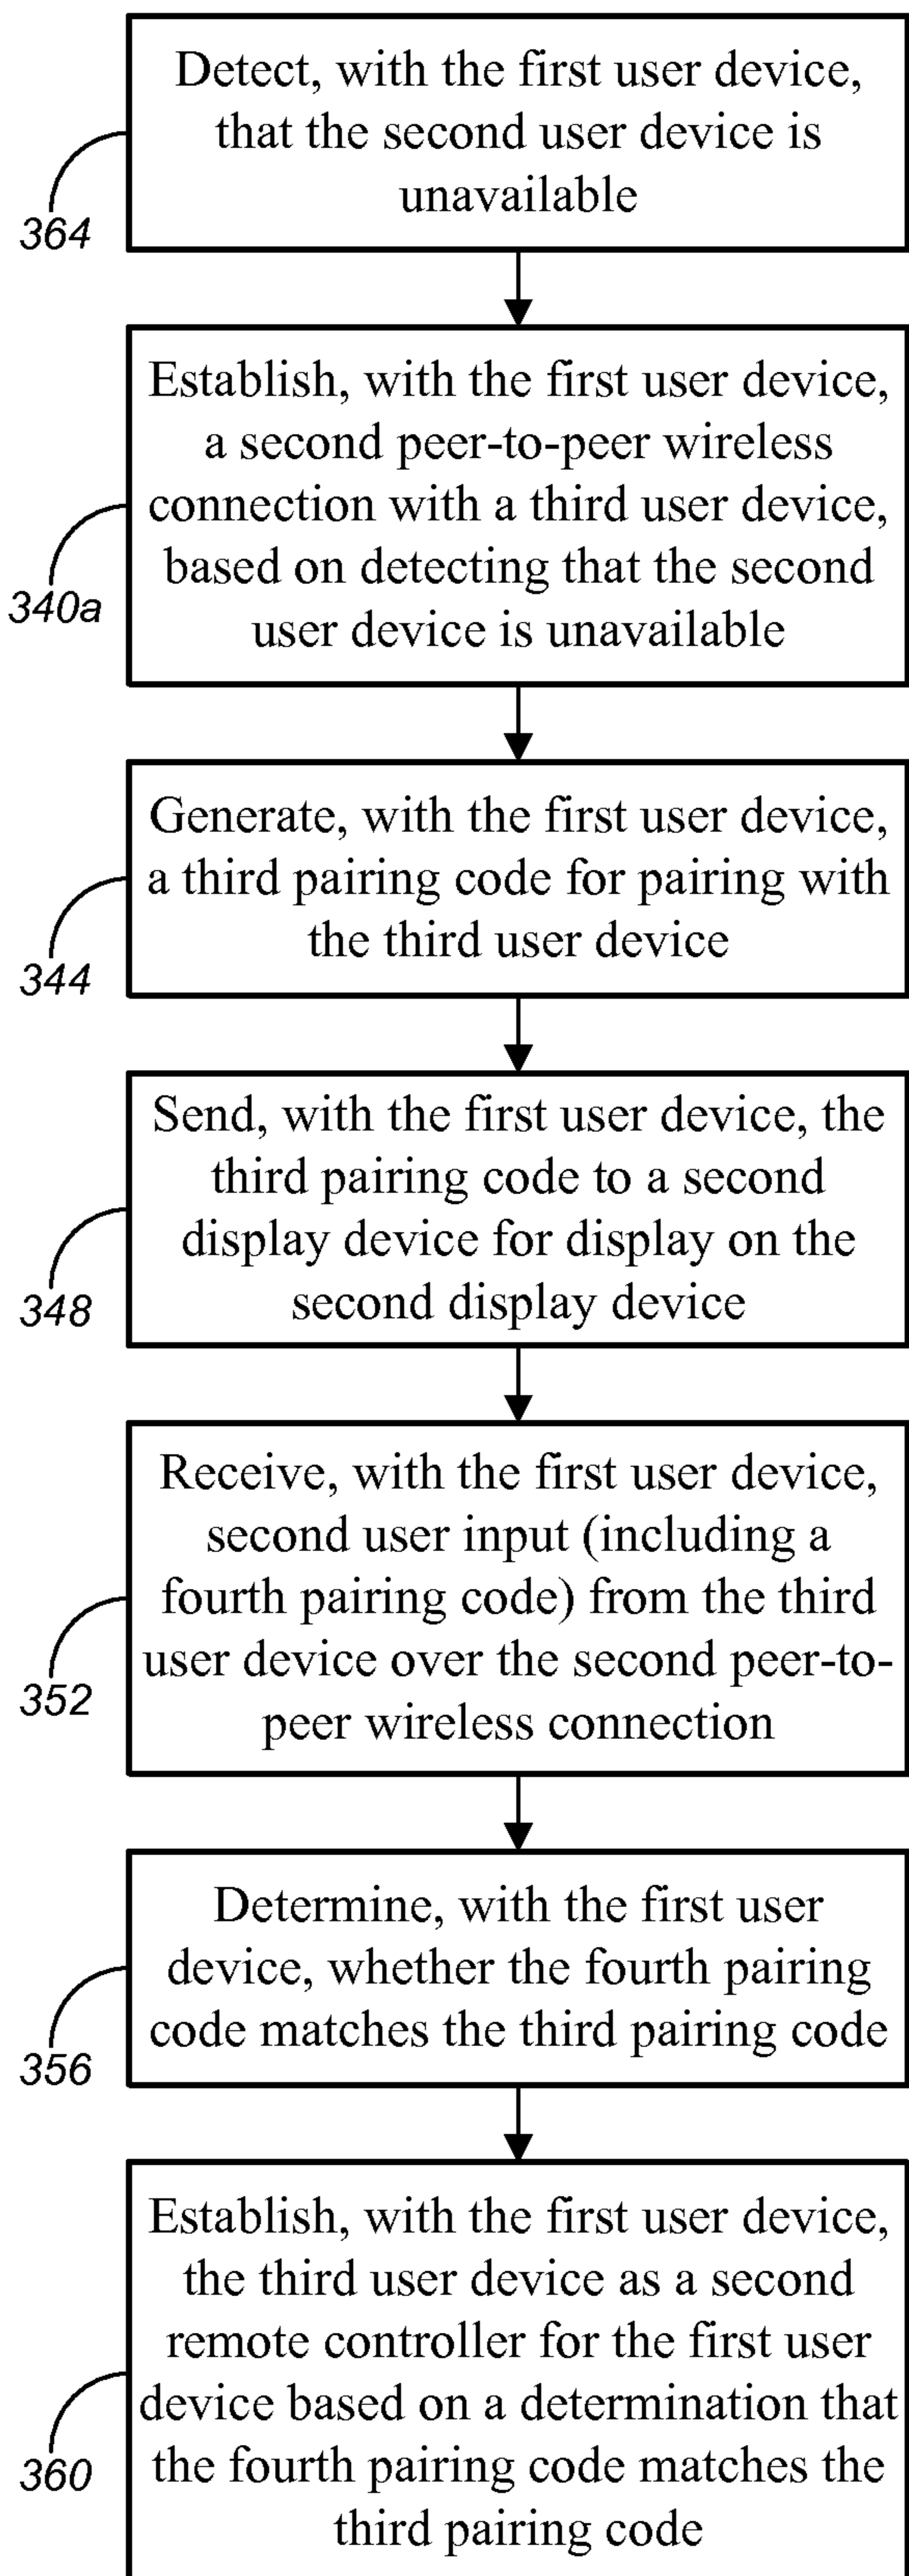 Detect, with the first user device,
that the second user device is
unavailable
364
Establish, with the first user device,
a second peer-to-peer wireless
connection with a third user device,
based on detecting that the second
user device is unavailable
340a
Generate, with the first user device,
a third pairing code for pairing with
the third user device
344
Send, with the first user device, the
third pairing code to a second
display device for display on the
second display device
348
Receive, with the first user device,
second user input (including a
fourth pairing code) from the third
user device over the second peer-to-
peer wireless connection
352
Determine, with the first user
device, whether the fourth pairing
code matches the third pairing code
356
Establish, with the first user device,
the third user device as a second
remote controller for the first user
device based on a determination that
the fourth pairing code matches the
third pairing code
360